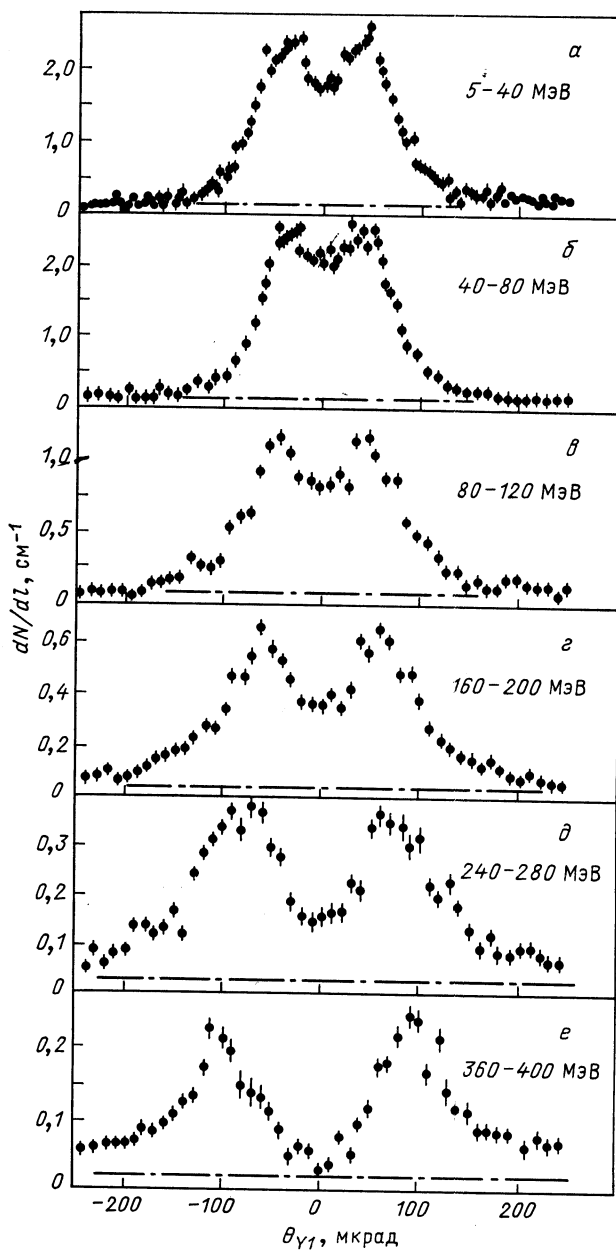 а
5-40 МэВ
2,0
1,0
0
б
40-80 МэВ
2,0
1,0
0
в
80-120 МэВ
1,0
0,5
0
dN/dl, см⁻¹
г
160-200 МэВ
0,6
0,4
0,2
0
д
240-280 МэВ
0,3
0,2
0,1
0
е
360-400 МэВ
0,2
0,1
0
-200 -100 0 100 200
θY1, мкрад